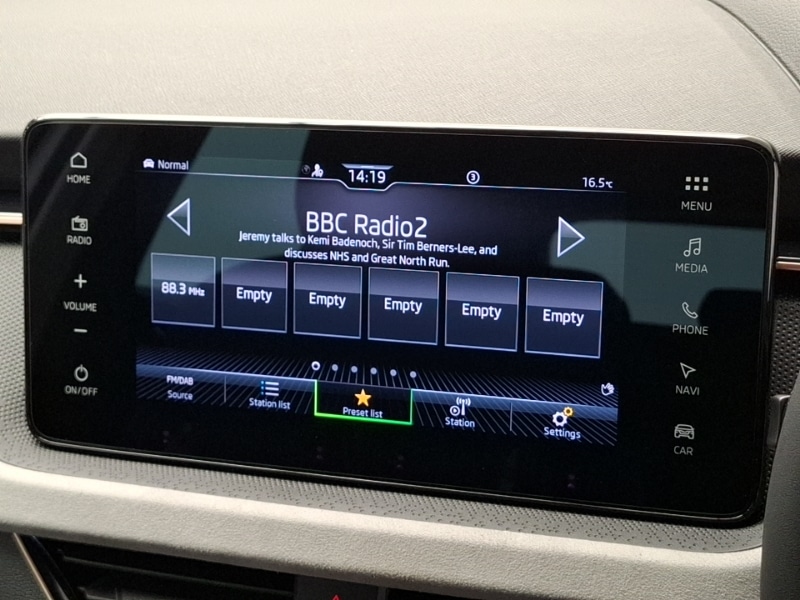 HOME
RADIO
+
VOLUME
−
ON/OFF
Normal
14:19
3
16.5°C
BBC Radio2
Jeremy talks to Kemi Badenoch, Sir Tim Berners-Lee, and
discusses NHS and Great North Run.
88.3 MHz
Empty
Empty
Empty
Empty
Empty
FM/DAB
Source
Station list
Preset list
Station
Settings
MENU
MEDIA
PHONE
NAVI
CAR